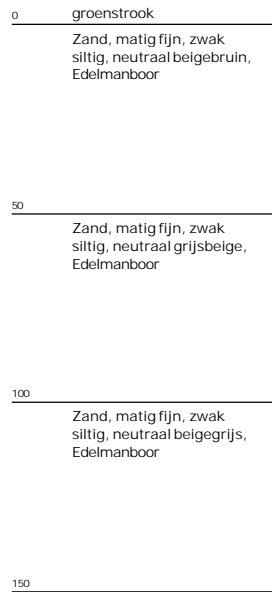 0 groenstrook
Zand, matig fijn, zwak
siltig, neutraal beigebruin,
Edelmanboor
50
Zand, matig fijn, zwak
siltig, neutraal grijsbeige,
Edelmanboor
100
Zand, matig fijn, zwak
siltig, neutraal beigegrijs,
Edelmanboor
150